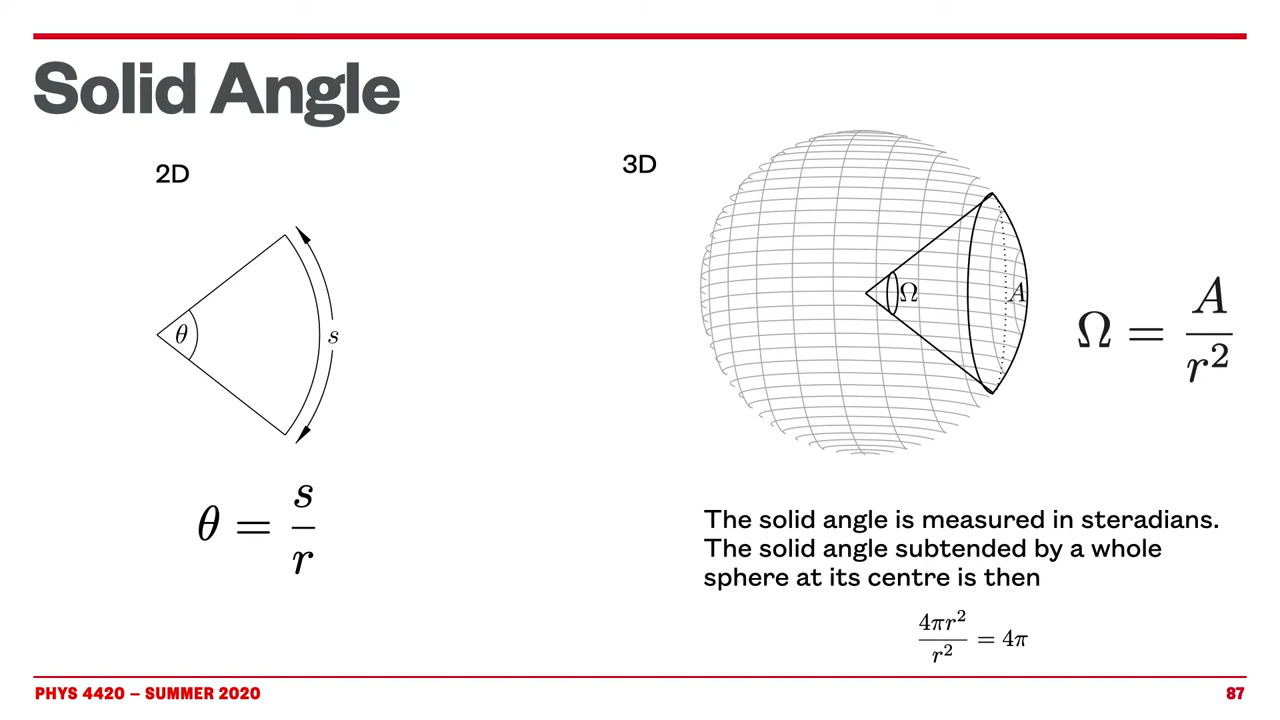 Solid Angle
2D
θ
s
θ = s/r
3D
Ω
A
Ω = A/r²
The solid angle is measured in steradians.
The solid angle subtended by a whole
sphere at its centre is then
4πr²/r² = 4π
PHYS 4420 – SUMMER 2020
87